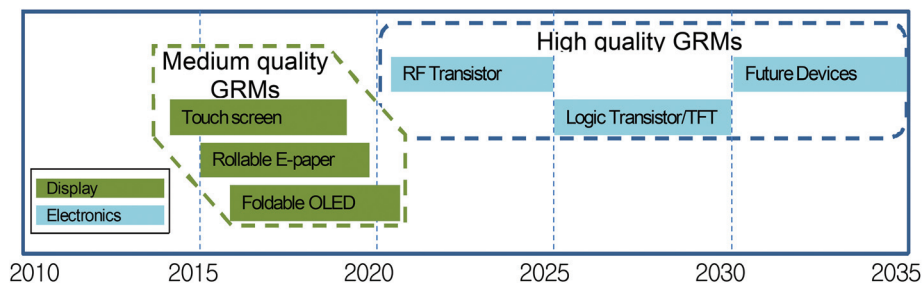 High quality GRMs
Medium quality
GRMs
RF Transistor
Future Devices
Touch screen
Logic Transistor/TFT
Rollable E-paper
Foldable OLED
Display
Electronics
2010
2015
2020
2025
2030
2035